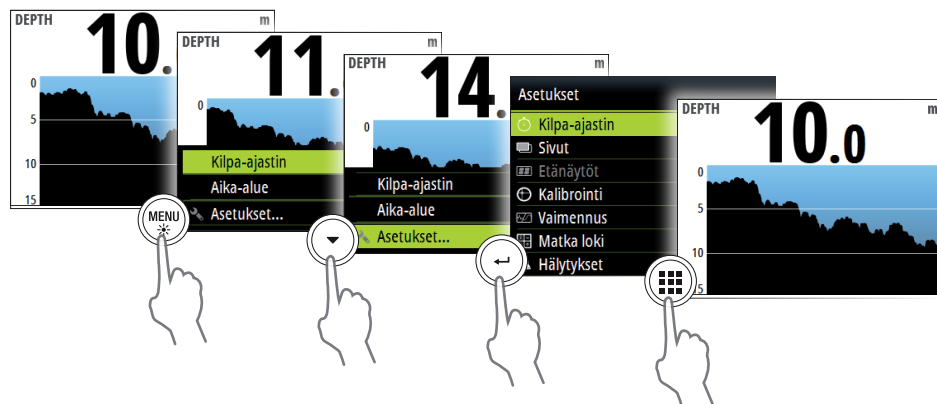 DEPTH m
10.
0
5
10
15
MENU
DEPTH m
11.
0
Kilpa-ajastin
Aika-alue
Asetukset...
DEPTH m
14.
0
Kilpa-ajastin
Aika-alue
Asetukset...
Asetukset
Kilpa-ajastin
Sivut
Etänäytöt
Kalibrointi
Vaimennus
Matka loki
Hälytykset
DEPTH m
10.0
0
5
10
5